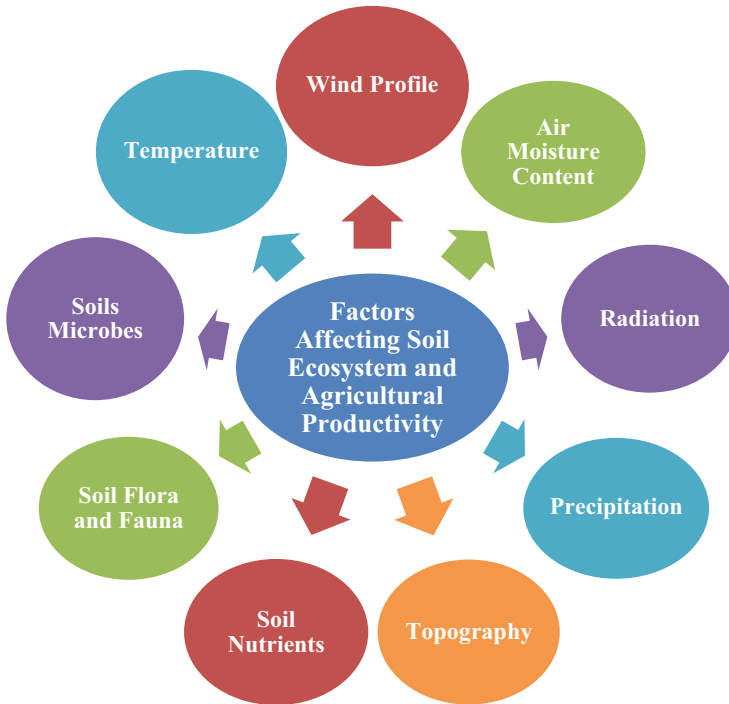 Wind Profile
Air
Moisture
Content
Radiation
Precipitation
Topography
Soil
Nutrients
Soil Flora
and Fauna
Soils
Microbes
Temperature
Factors
Affecting Soil
Ecosystem and
Agricultural
Productivity